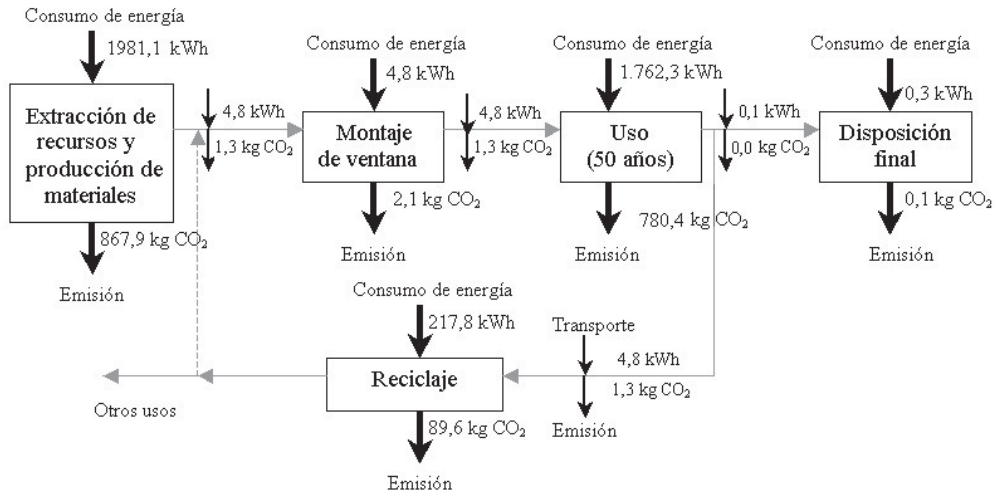 Consumo de energía
1981,1 kWh
Extracción de
recursos y
producción de
materiales
867,9 kg CO₂
Emisión
4,8 kWh
1,3 kg CO₂
Consumo de energía
4,8 kWh
Montaje
de ventana
2,1 kg CO₂
Emisión
4,8 kWh
1,3 kg CO₂
Consumo de energía
1.762,3 kWh
Uso
(50 años)
780,4 kg CO₂
Emisión
0,1 kWh
0,0 kg CO₂
Consumo de energía
0,3 kWh
Disposición
final
0,1 kg CO₂
Emisión
Consumo de energía
217,8 kWh
Reciclaje
89,6 kg CO₂
Emisión
Transporte
4,8 kWh
1,3 kg CO₂
Emisión
Otros usos